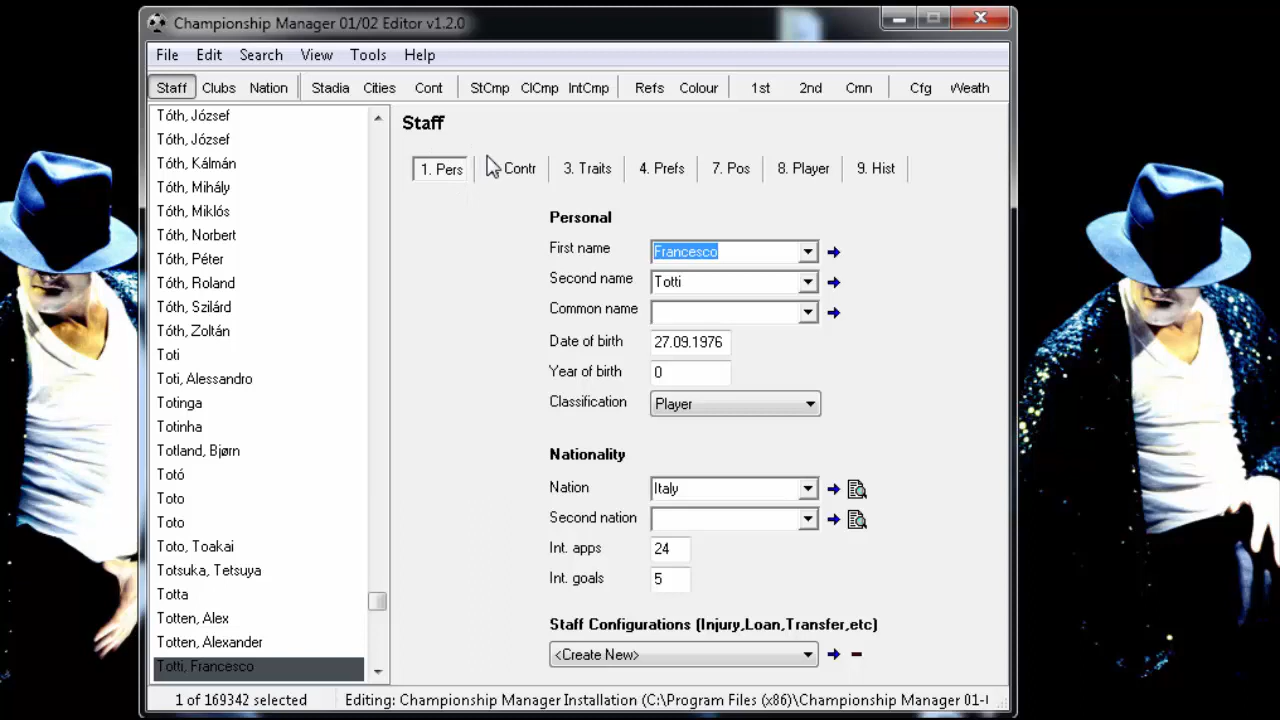 Championship Manager 01/02 Editor v1.2.0
File Edit Search View Tools Help
Staff Clubs Nation Stadia Cities Cont StCmp ClCmp IntCmp Refs Colour 1st 2nd Cmn Cfg Weath
Tóth, József
Tóth, József
Tóth, Kálmán
Tóth, Mihály
Tóth, Miklós
Tóth, Norbert
Tóth, Péter
Tóth, Roland
Tóth, Szilárd
Tóth, Zoltán
Toti
Toti, Alessandro
Totinga
Totinha
Totland, Bjørn
Totó
Toto
Toto
Toto, Toakai
Totsuka, Tetsuya
Totta
Totten, Alex
Totten, Alexander
Totti, Francesco
Staff
1. Pers Contr 3. Traits 4. Prefs 7. Pos 8. Player 9. Hist
Personal
First name Francesco
Second name Totti
Common name
Date of birth 27.09.1976
Year of birth 0
Classification Player
Nationality
Nation Italy
Second nation
Int. apps 24
Int. goals 5
Staff Configurations (Injury,Loan,Transfer,etc)
<Create New>
1 of 169342 selected Editing: Championship Manager Installation (C:\Program Files (x86)\Championship Manager 01-